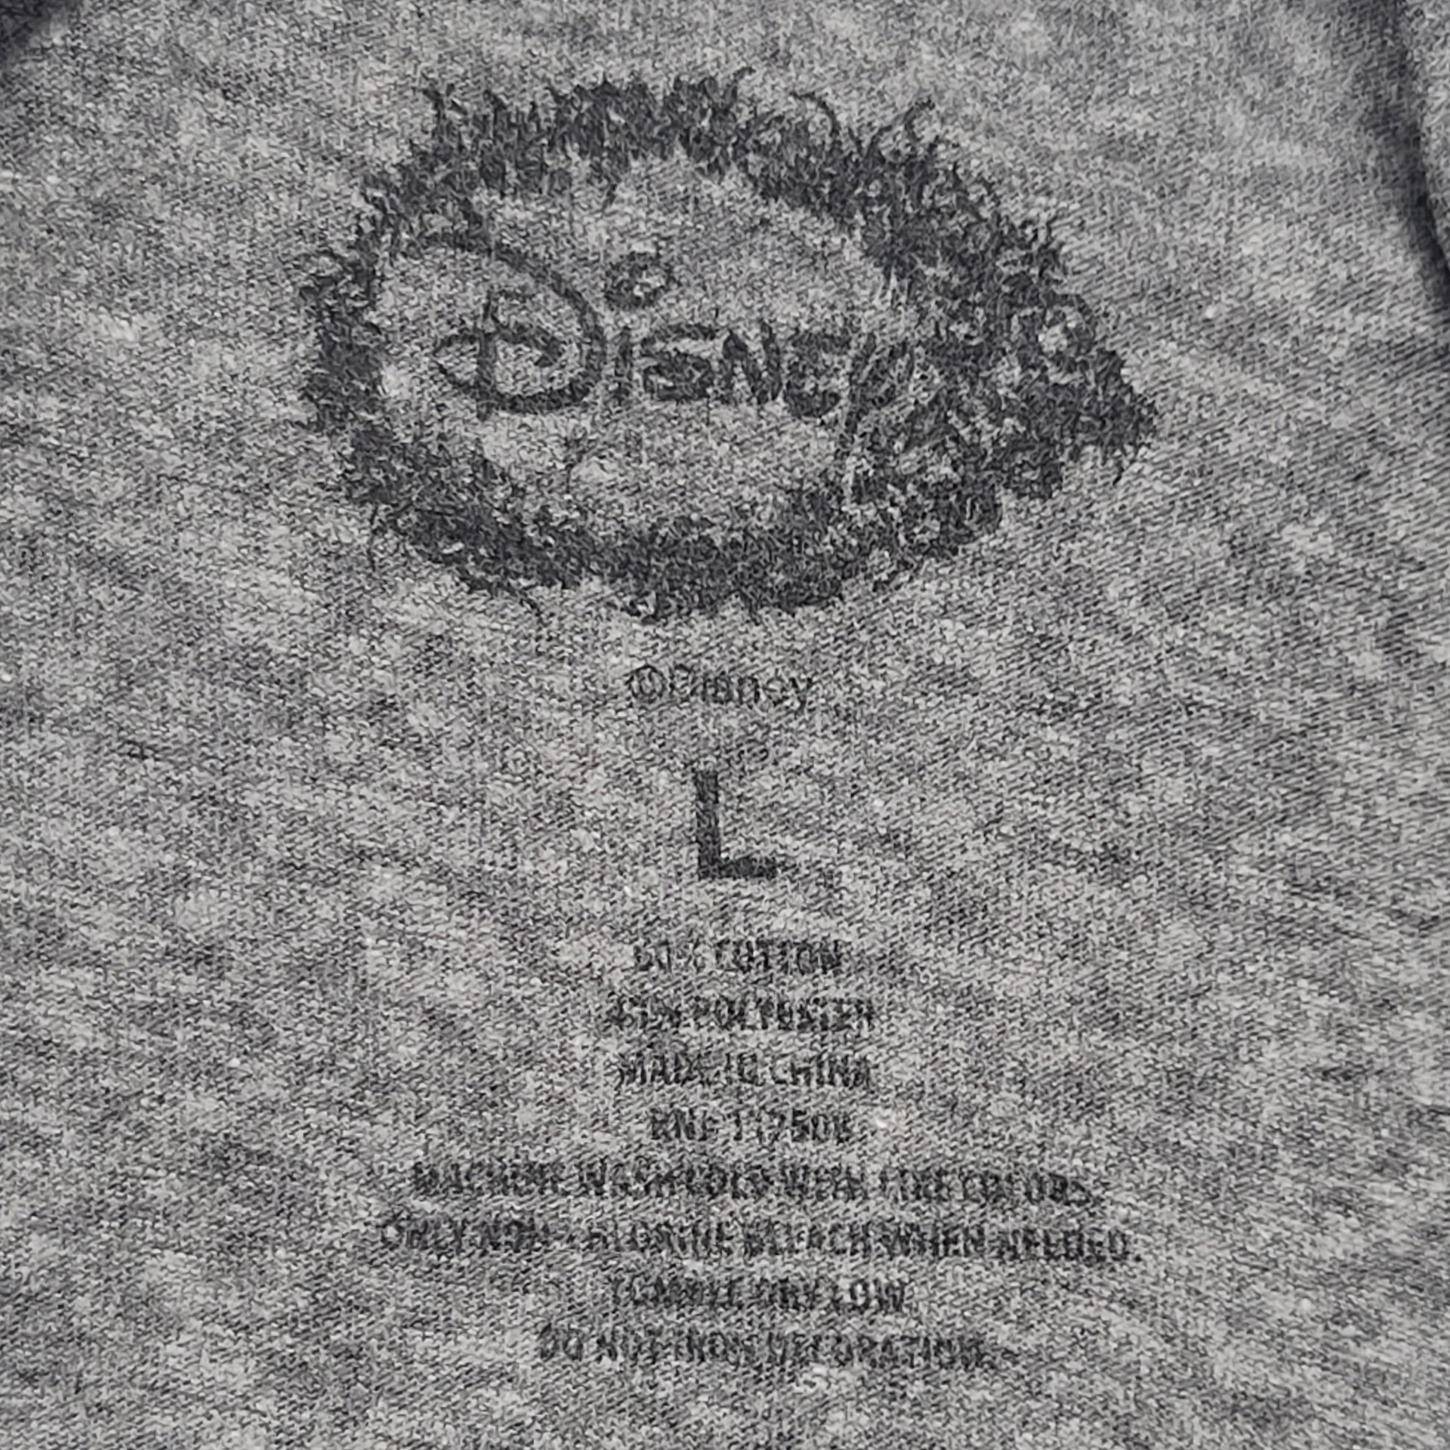 Disney
©Disney
L
60% COTTON
POLYESTER
MADE IN CHINA
MACHINE WASH COLD WITH LIKE COLORS.
ONLY NON-CHLORINE BLEACH WHEN NEEDED.
TUMBLE DRY LOW
DO NOT IRON DECORATION.